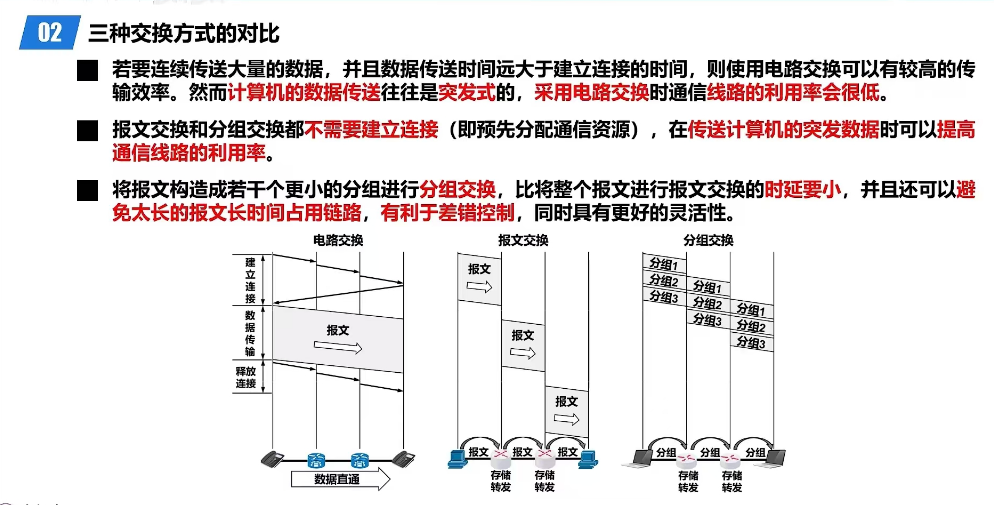 02 三种交换方式的对比
若要连续传送大量的数据，并且数据传送时间远大于建立连接的时间，则使用电路交换可以有较高的传
输效率。然而计算机的数据传送往往是突发式的，采用电路交换时通信线路的利用率会很低。
报文交换和分组交换都不需要建立连接（即预先分配通信资源），在传送计算机的突发数据时可以提高
通信线路的利用率。
将报文构造成若干个更小的分组进行分组交换，比将整个报文进行报文交换的时延要小，并且还可以避
免太长的报文长时间占用链路，有利于差错控制，同时具有更好的灵活性。
电路交换
建立连接
数据传输
释放
连接
报文
数据直通
报文交换
报文
报文
报文
报文 报文 报文
存储
转发
存储
转发
分组交换
分组1
分组2
分组3
分组1
分组2
分组3
分组1
分组2
分组3
分组 分组 分组
存储
转发
存储
转发